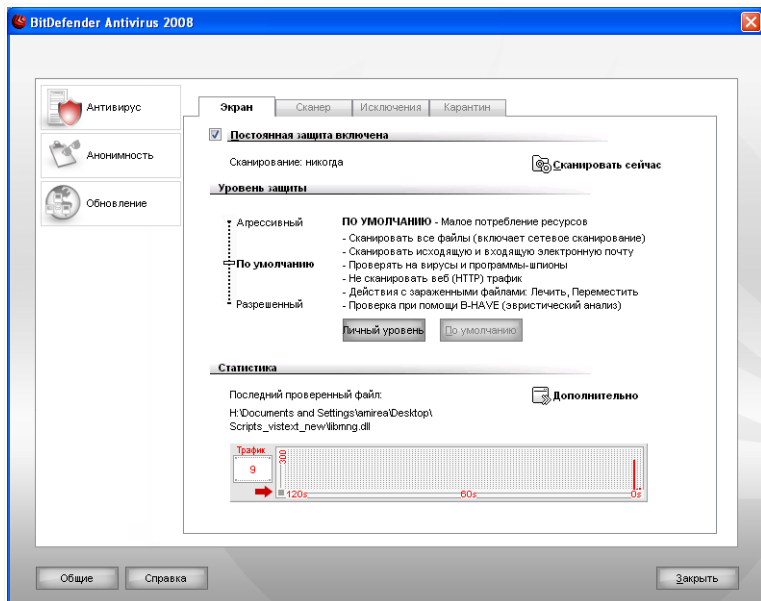 BitDefender Antivirus 2008
Антивирус
Анонимность
Обновление
Экран
Сканер
Исключения
Карантин
Постоянная защита включена
Сканирование: никогда
Сканировать сейчас
Уровень защиты
Агрессивный
По умолчанию
Разрешенный
ПО УМОЛЧАНИЮ - Малое потребление ресурсов
- Сканировать все файлы (включает сетевое сканирование)
- Сканировать исходящую и входящую электронную почту
- Проверять на вирусы и программы-шпионы
- Не сканировать веб (HTTP) трафик
- Действия с зараженными файлами: Лечить, Переместить
- Проверка при помощи B-HAVE (эвристический анализ)
Личный уровень
По умолчанию
Статистика
Последний проверенный файл:
Дополнительно
H:\Documents and Settings\amirea\Desktop\
Scripts_vistext_new\libmng.dll
Трафик
9
300
120s
60s
0s
Общие
Справка
Закрыть